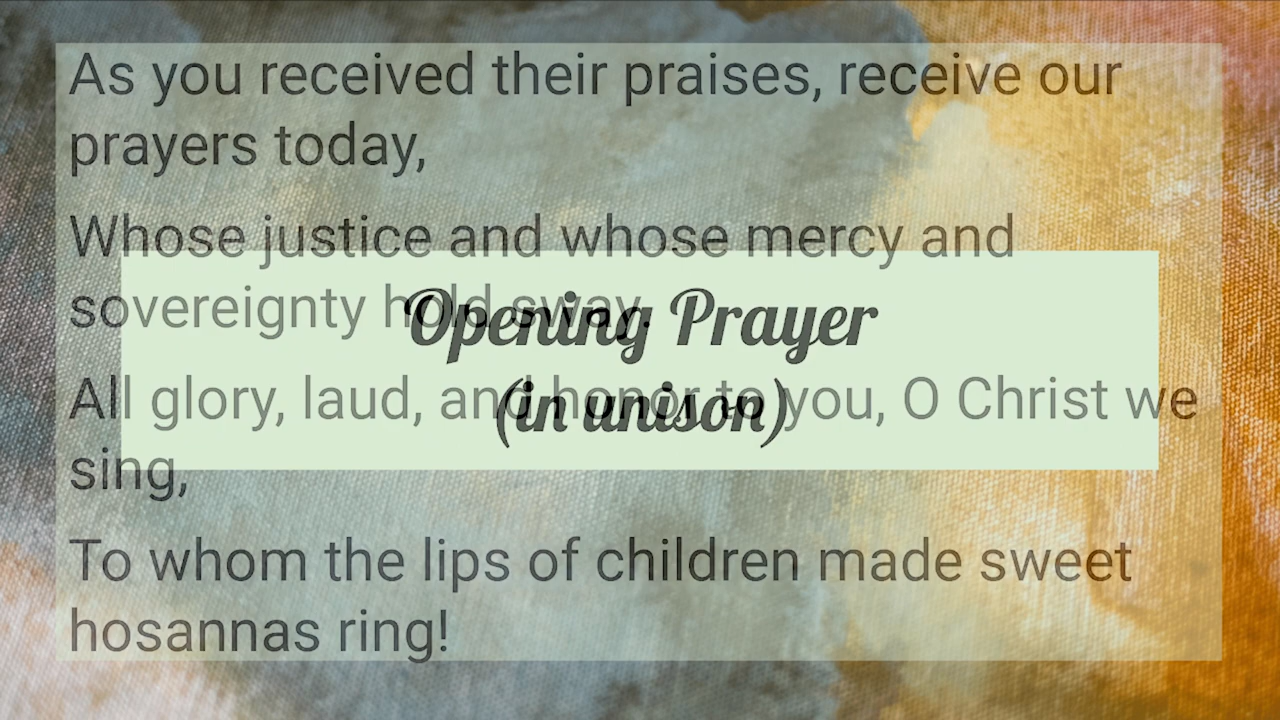 As you received their praises, receive our
prayers today,
Whose justice and whose mercy and
sovereignty hold sway.
All glory, laud, and honor to you, O Christ we
sing,
To whom the lips of children made sweet
hosannas ring!
Opening Prayer
(in unison)